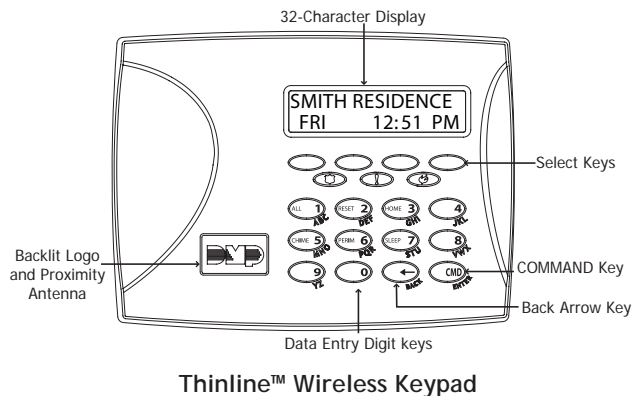 32-Character Display
SMITH RESIDENCE
FRI 12:51 PM
Select Keys
ALL 1 ABC
RESET 2 DEF
HOME 3 GHI
4 JKL
CHIME 5 MNO
PERIM 6 PQR
SLEEP 7 STU
8 VWX
9 YZ
0
BACK
CMD ENTER
DMP
Backlit Logo
and Proximity
Antenna
COMMAND Key
Back Arrow Key
Data Entry Digit keys
Thinline™ Wireless Keypad